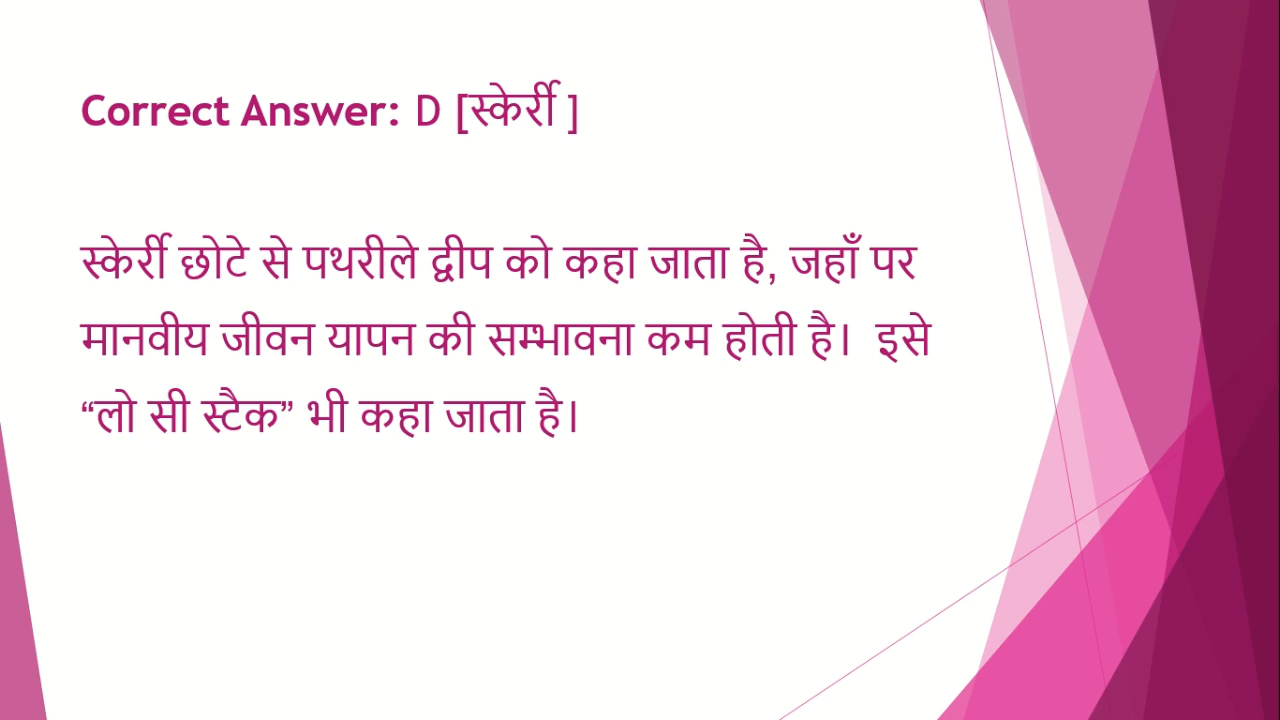 Correct Answer: D [स्केर्री ]
स्केर्री छोटे से पथरीले द्वीप को कहा जाता है, जहाँ पर
मानवीय जीवन यापन की सम्भावना कम होती है।  इसे
“लो सी स्टैक” भी कहा जाता है।